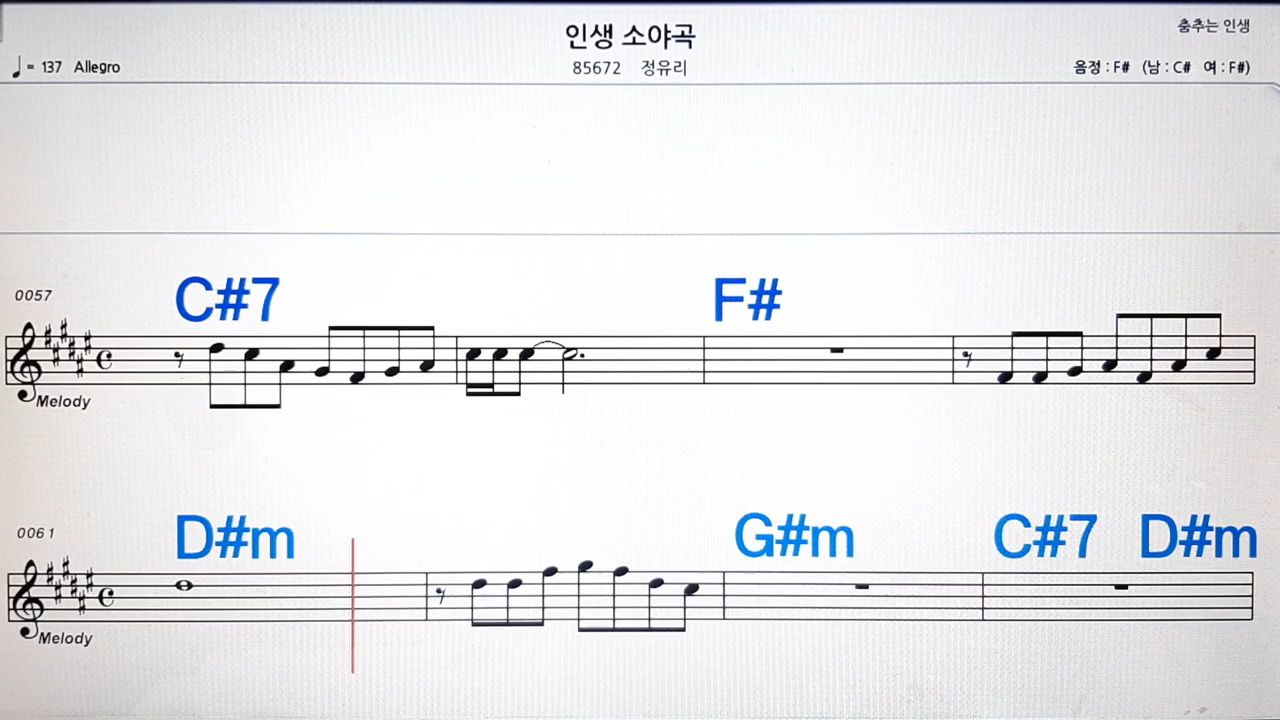 인생 소야곡
춤추는 인생
♩= 137 Allegro
85672 정유리
음정 : F# (남 : C# 여 : F#)
C#7 F#
0057
Melody
D#m G#m C#7 D#m
0061
Melody